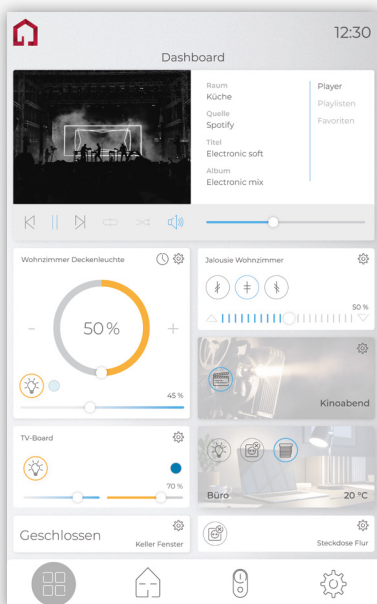 12:30
Dashboard
Raum
Küche
Quelle
Spotify
Titel
Electronic soft
Album
Electronic mix
Player
Playlisten
Favoriten
Wohnzimmer Deckenleuchte
50 %
45 %
Jalousie Wohnzimmer
50 %
Kinoabend
TV-Board
70 %
Büro
20 °C
Geschlossen
Keller Fenster
Steckdose Flur